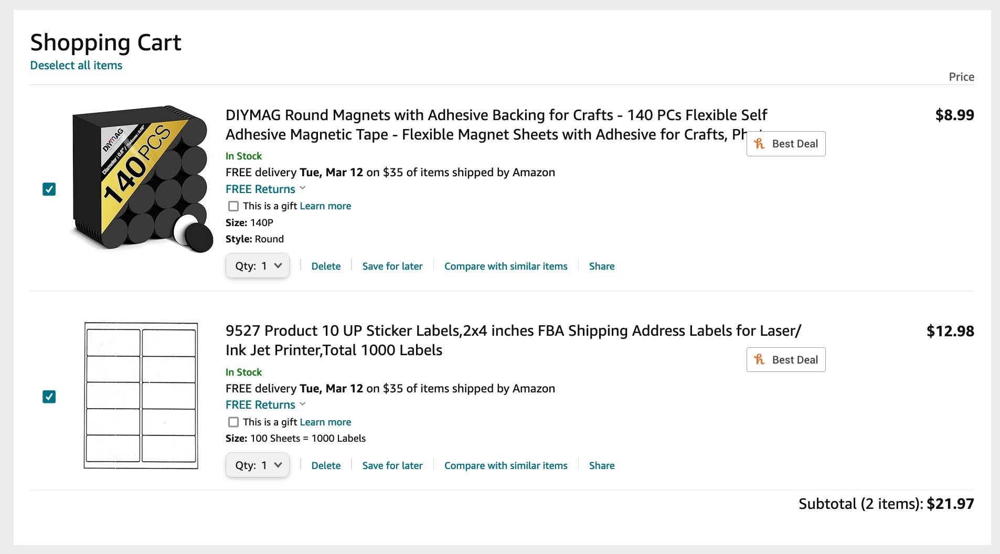 Shopping Cart
Deselect all items
Price
DIYMAG
Diameter: 0.8" / Thickness: 0.08"
140PCS
DIYMAG Round Magnets with Adhesive Backing for Crafts - 140 PCs Flexible Self
Adhesive Magnetic Tape - Flexible Magnet Sheets with Adhesive for Crafts,
$8.99
Best Deal
In Stock
FREE delivery Tue, Mar 12 on $35 of items shipped by Amazon
FREE Returns
This is a gift Learn more
Size: 140P
Style: Round
Qty: 1 Delete Save for later Compare with similar items Share
9527 Product 10 UP Sticker Labels,2x4 inches FBA Shipping Address Labels for Laser/
Ink Jet Printer,Total 1000 Labels
$12.98
Best Deal
In Stock
FREE delivery Tue, Mar 12 on $35 of items shipped by Amazon
FREE Returns
This is a gift Learn more
Size: 100 Sheets = 1000 Labels
Qty: 1 Delete Save for later Compare with similar items Share
Subtotal (2 items): $21.97